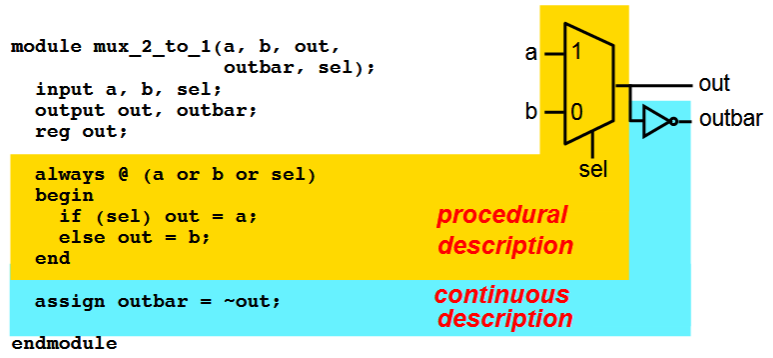 module mux_2_to_1(a, b, out,
outbar, sel);
input a, b, sel;
output out, outbar;
reg out;
always @ (a or b or sel)
begin
if (sel) out = a;
else out = b;
end
assign outbar = ~out;
endmodule
procedural
description
continuous
description
a
1
b
0
sel
out
outbar